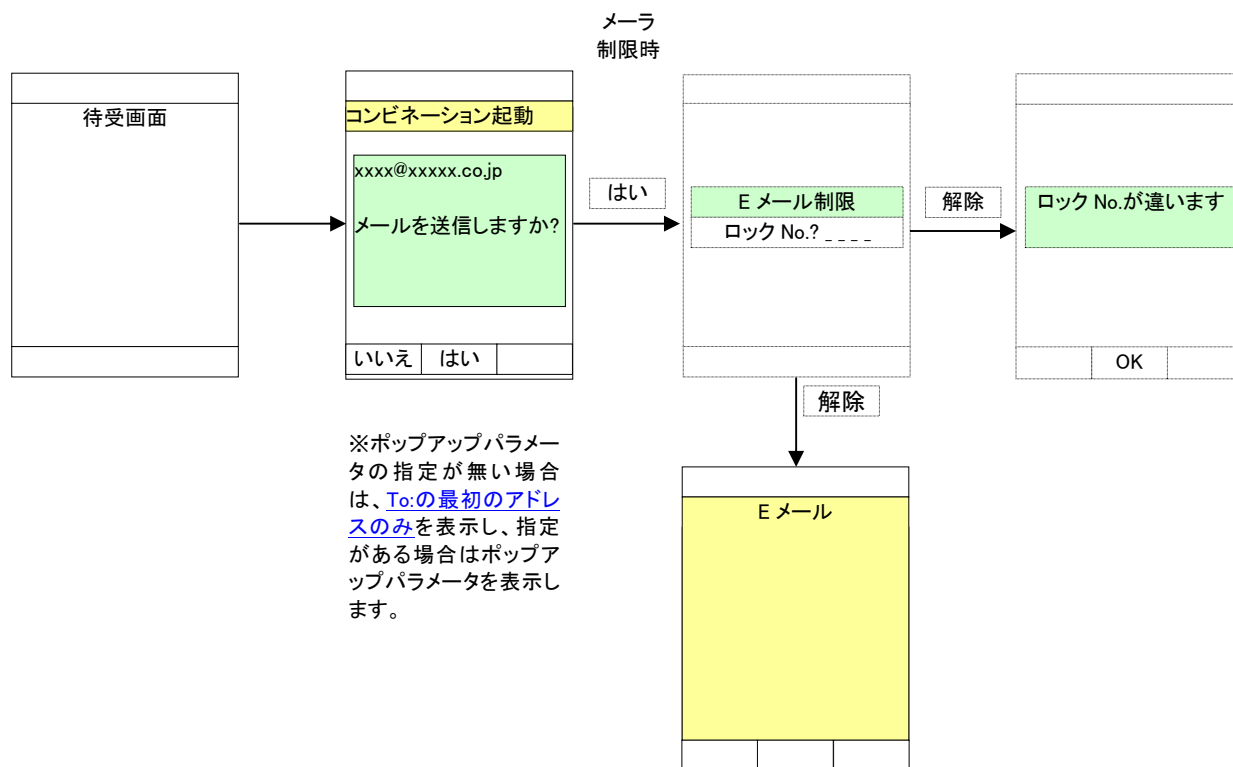 メーラ
制限時
待受画面
コンビネーション起動
xxxx@xxxxx.co.jp
メールを送信しますか?
いいえ はい
はい
E メール制限
ロック No.? _ _ _ _
解除
ロック No.が違います
OK
解除
※ポップアップパラメー
タの指定が無い場合
は、To:の最初のアドレ
スのみを表示し、指定
がある場合はポップア
ップパラメータを表示し
ます。
E メール